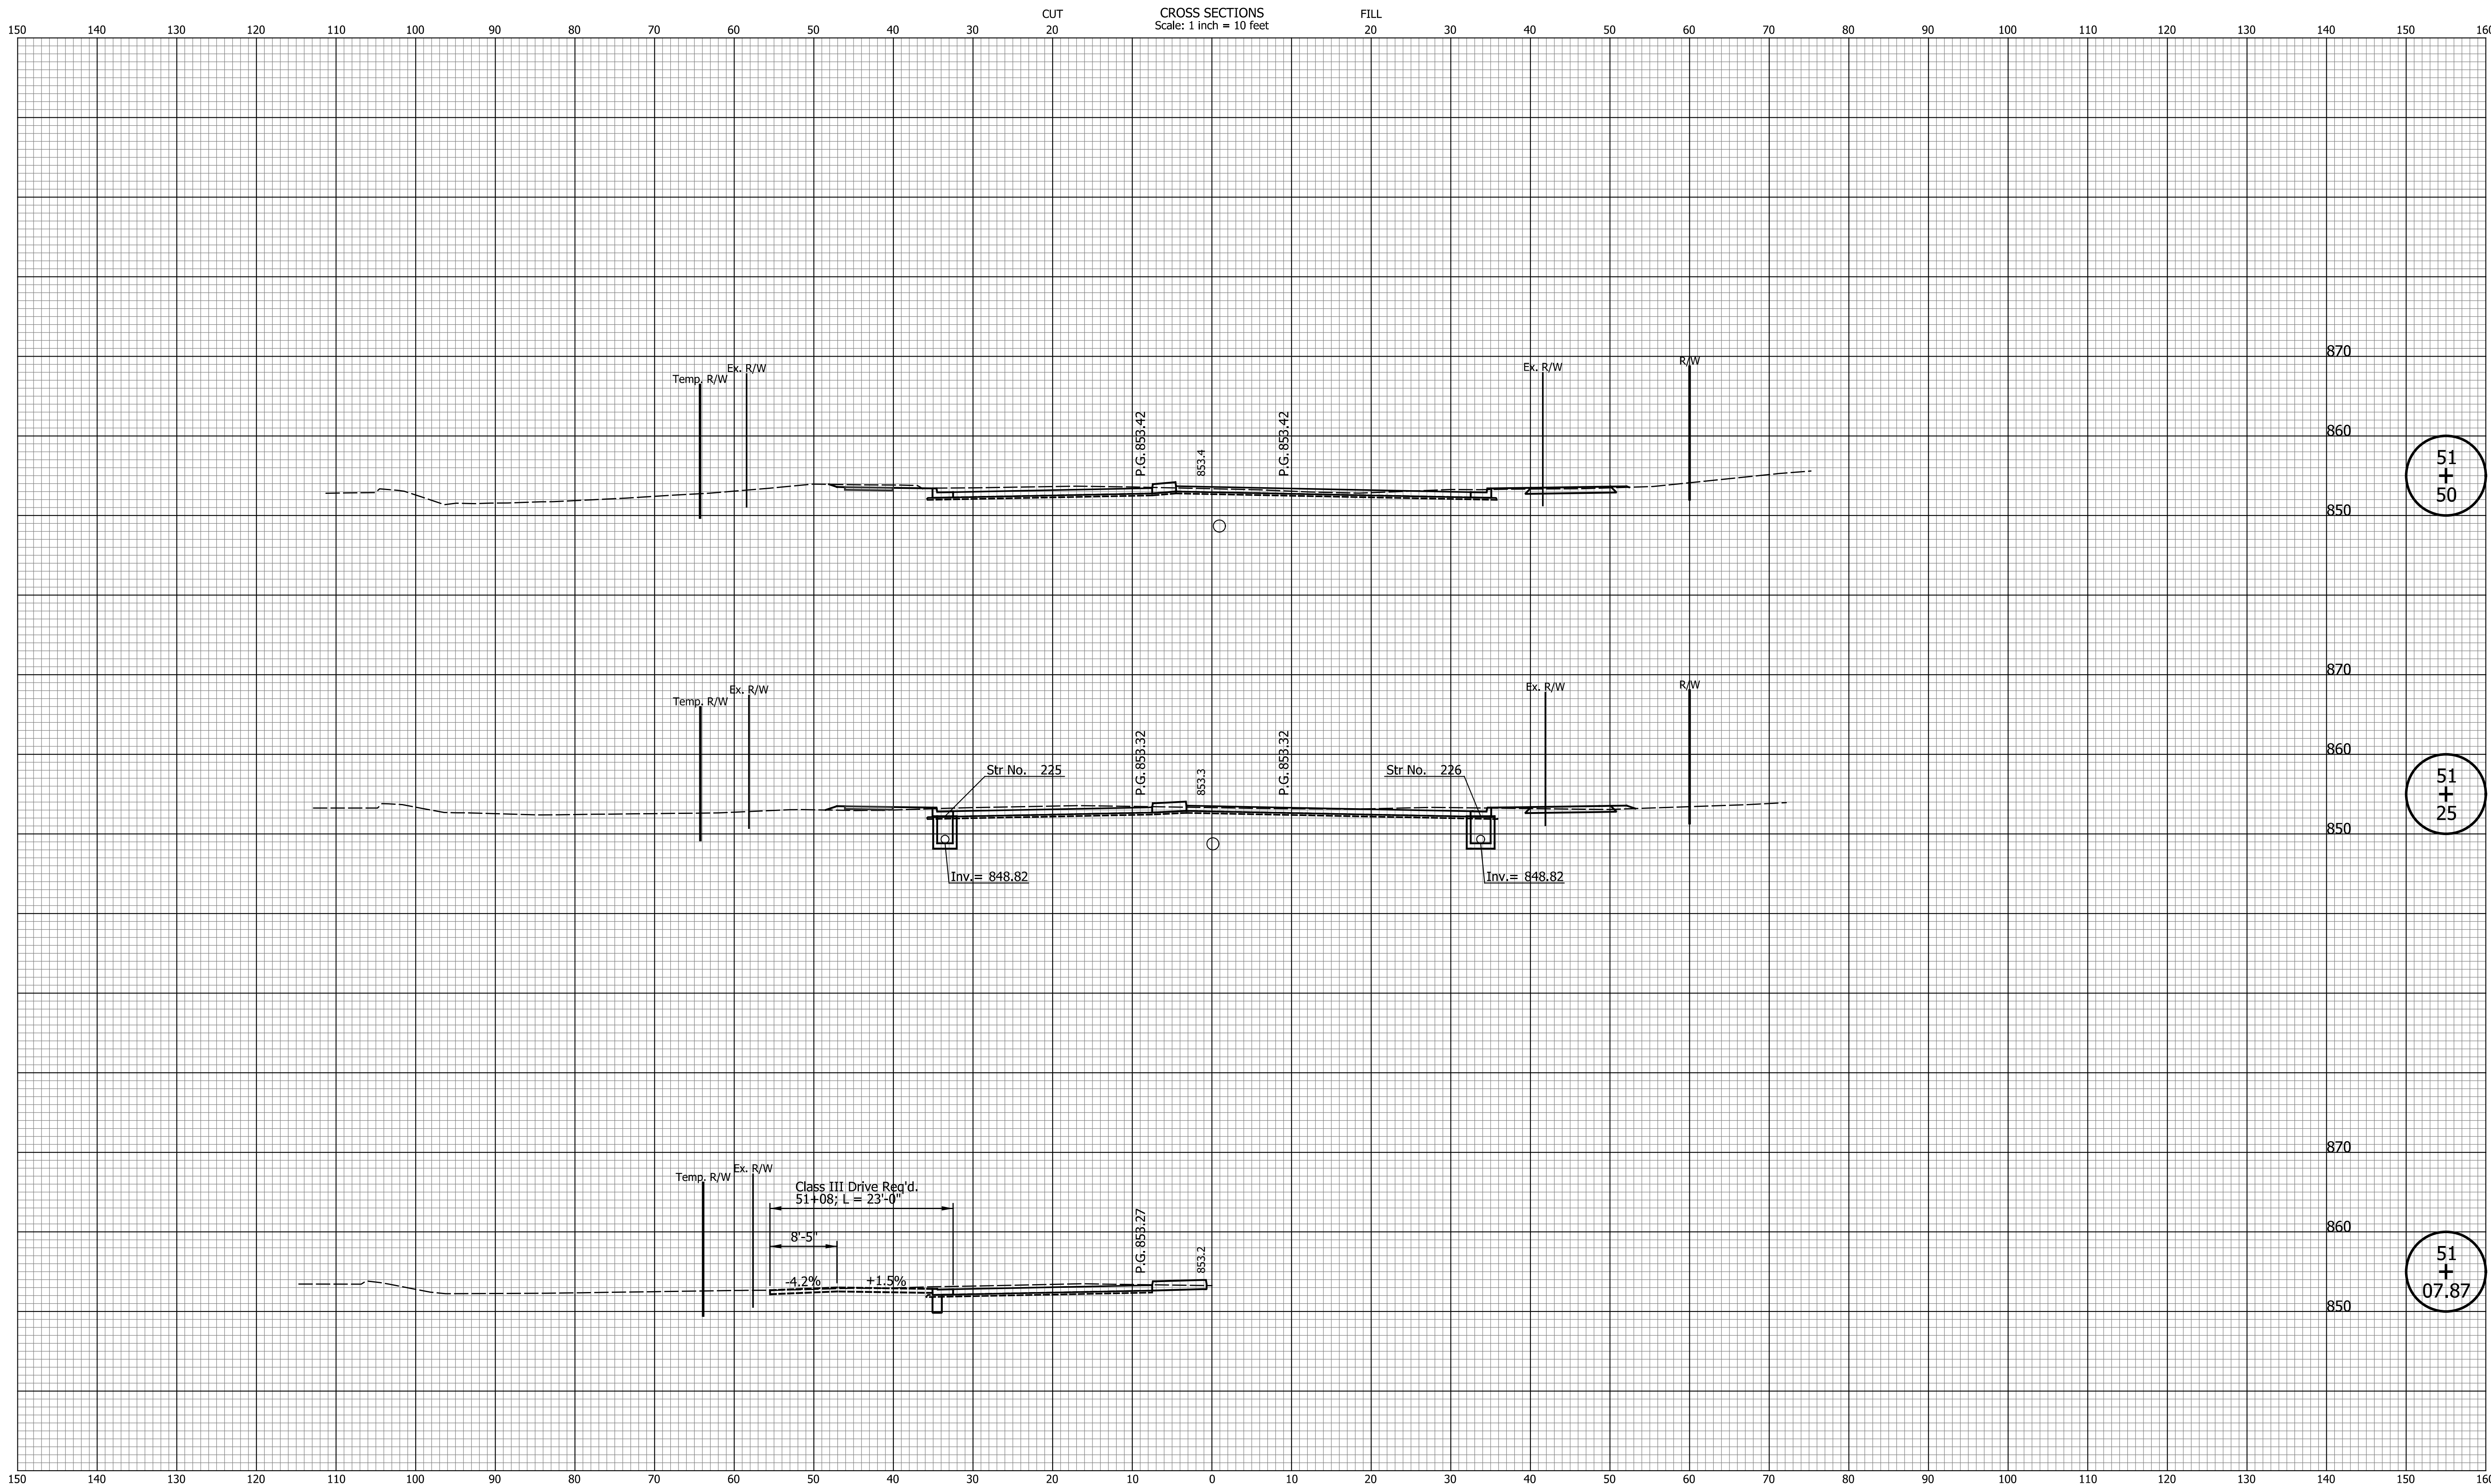 CUT CROSS SECTIONS FILL
Scale: 1 inch = 10 feet
150 140 130 120 110 100 90 80 70 60 50 40 30 20 20 30 40 50 60 70 80 90 100 110 120 130 140 150 160
870
Temp. R/W Ex. R/W Ex. R/W R/W
860
P.G. 853.42 853.4 P.G. 853.42
51
+
50
850
870
Temp. R/W Ex. R/W Ex. R/W R/W
860
P.G. 853.32 853.3 P.G. 853.32
Str No. 225 Str No. 226
51
+
25
850
Inv.= 848.82 Inv.= 848.82
870
Temp. R/W Ex. R/W
Class III Drive Req'd.
51+08; L = 23'-0"
860
8'-5"
P.G. 853.27 853.2
-4.2% +1.5%
51
+
07.87
850
150 140 130 120 110 100 90 80 70 60 50 40 30 20 10 0 10 20 30 40 50 60 70 80 90 100 110 120 130 140 150 160